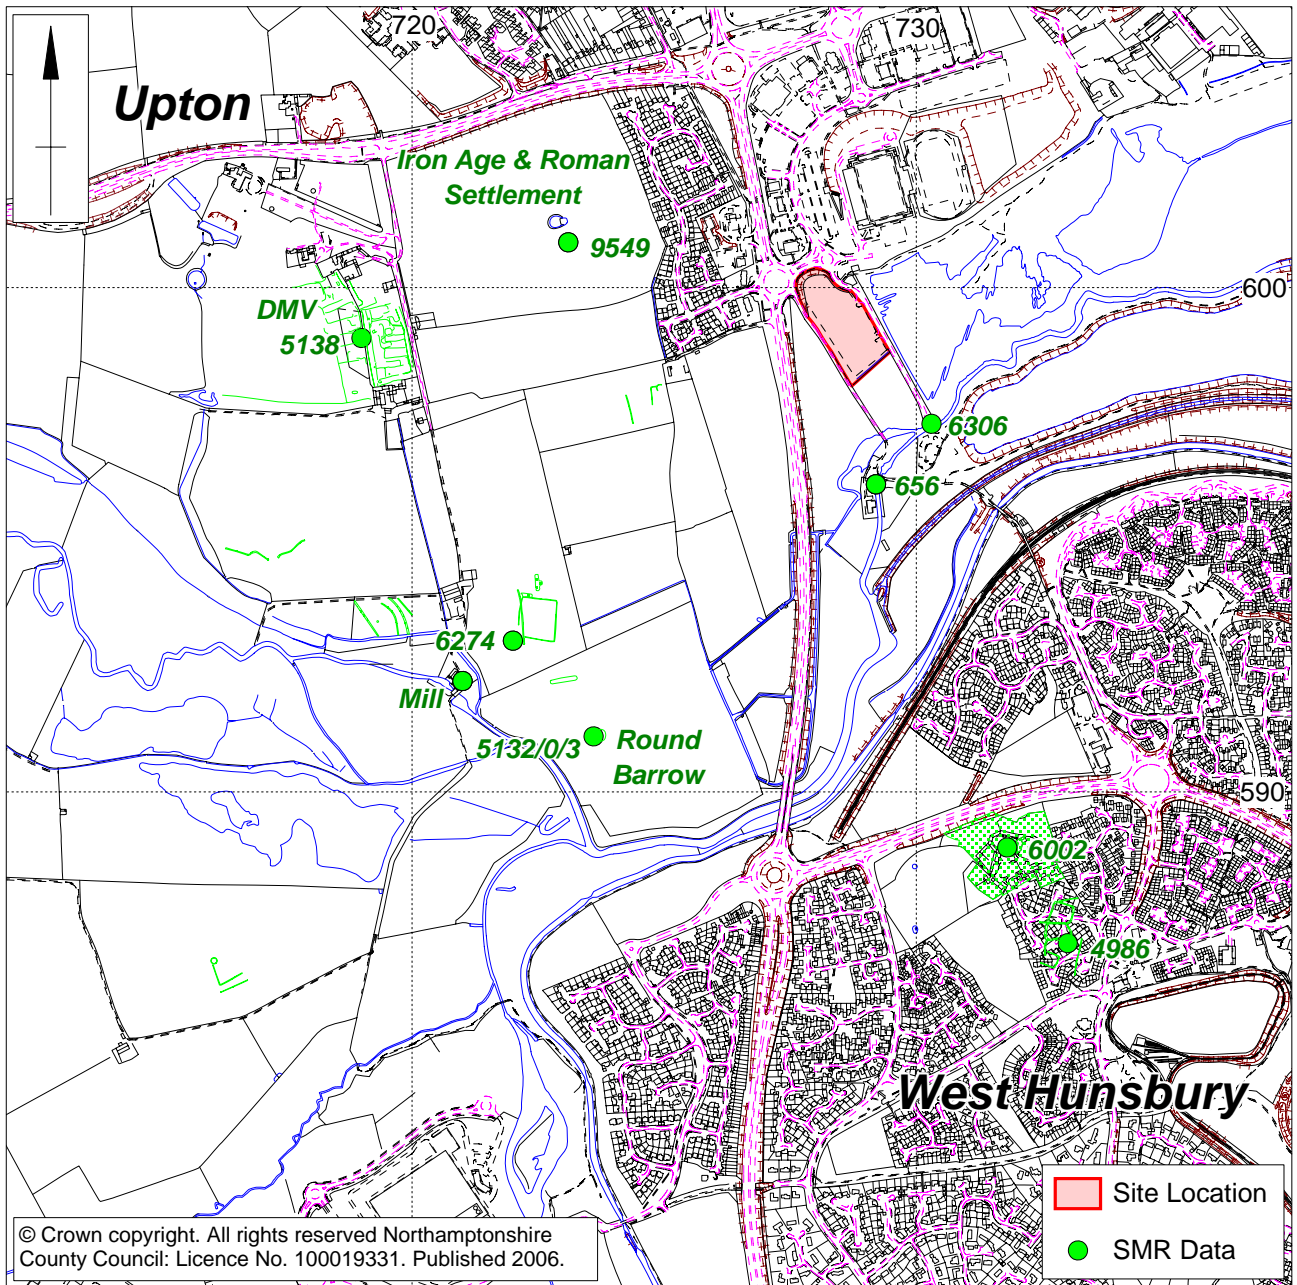 720
730
Upton
Iron Age & Roman
Settlement
9549
600
DMV
5138
6306
656
6274
Mill
5132/0/3
Round
Barrow
590
6002
4986
West Hunsbury
Site Location
SMR Data
© Crown copyright. All rights reserved Northamptonshire
County Council: Licence No. 100019331. Published 2006.